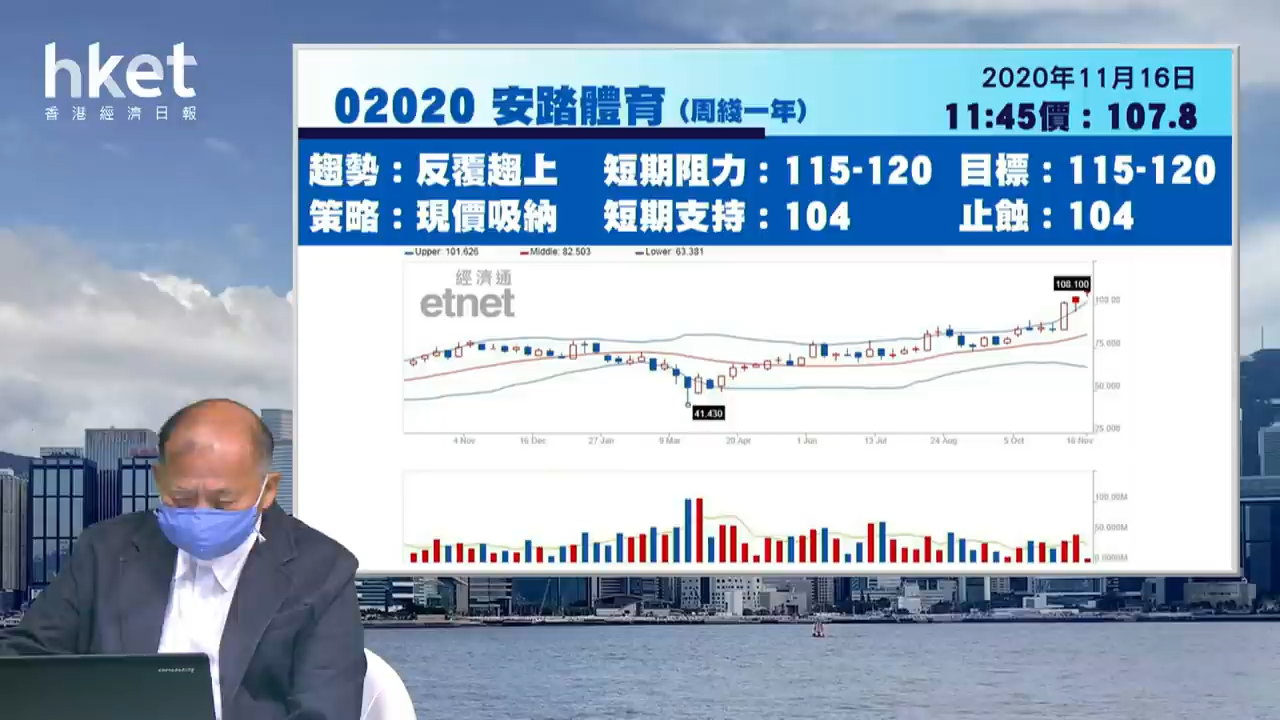 hket
香港經濟日報
02020 安踏體育 (周綫一年)
2020年11月16日
11:45價：107.8
趨勢：反覆趨上 短期阻力：115-120 目標：115-120
策略：現價吸納 短期支持：104 止蝕：104
Upper: 101.626 Middle: 82.503 Lower: 63.381
經濟通
etnet
108.100
100.00
75.000
50.000
41.430
25.000
4 Nov 16 Dec 27 Jan 9 Mar 20 Apr 1 Jun 13 Jul 24 Aug 5 Oct 16 Nov
100.00M
50.000M
0.0000M